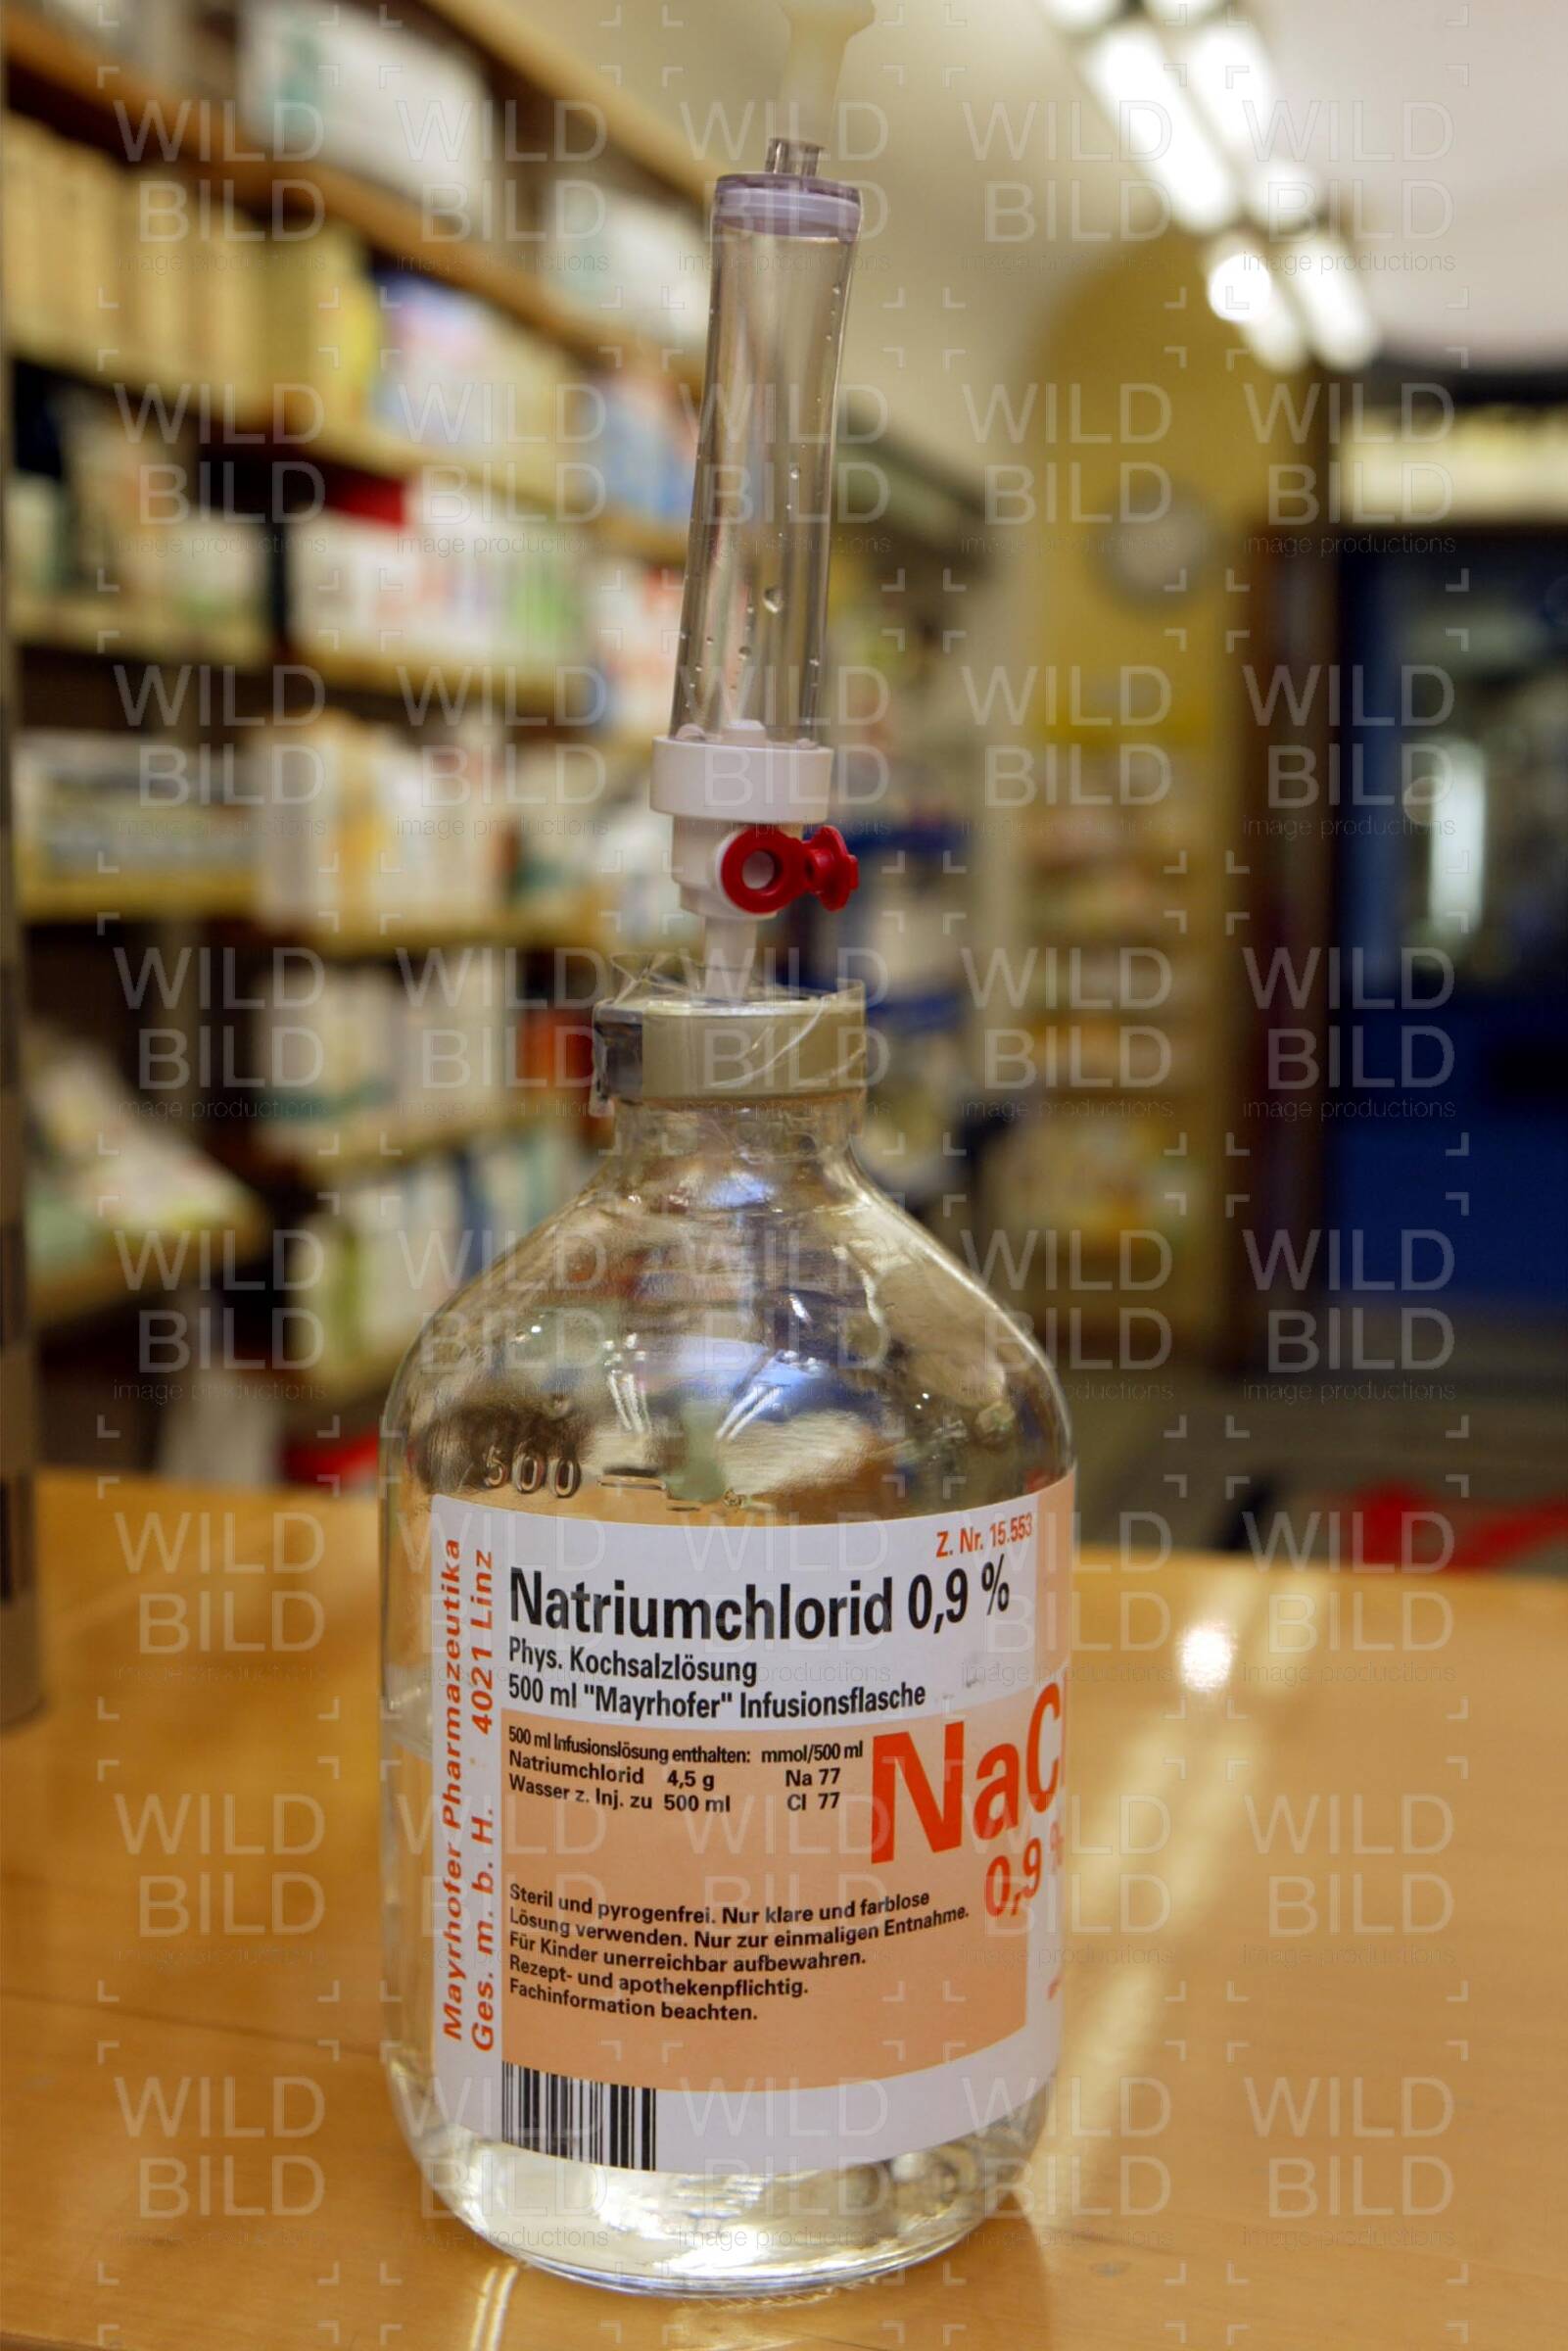 500
Z. Nr. 15.553
Natriumchlorid 0,9 %
Phys. Kochsalzlösung
500 ml "Mayrhofer" Infusionsflasche
500 ml Infusionslösung enthalten: mmol/500 ml
Natriumchlorid 4,5 g Na 77
Wasser z. Inj. zu 500 ml Cl 77
NaCl
0,9 %
Steril und pyrogenfrei. Nur klare und farblose
Lösung verwenden. Nur zur einmaligen Entnahme.
Für Kinder unerreichbar aufbewahren.
Rezept- und apothekenpflichtig.
Fachinformation beachten.
Mayrhofer Pharmazeutika
Ges. m. b. H. 4021 Linz
WILD
BILD
image productions